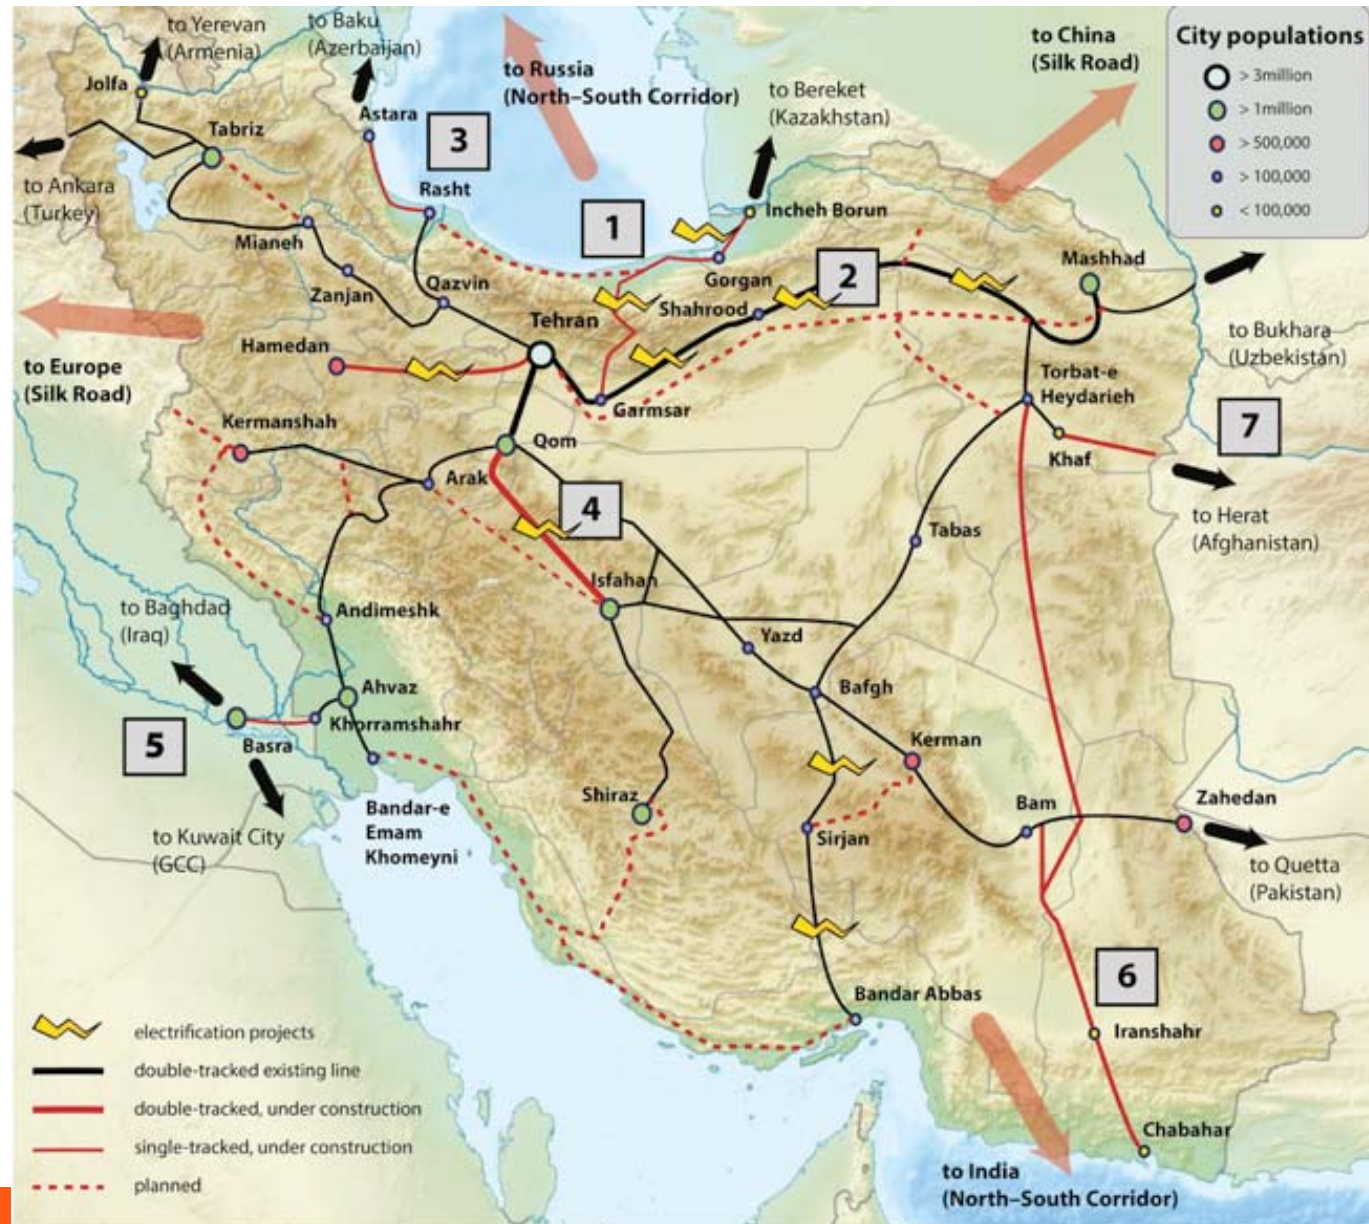 to Yerevan
(Armenia)
to Baku
(Azerbaijan)
to Russia
(North–South Corridor)
to China
(Silk Road)
City populations
> 3million
> 1million
> 500,000
> 100,000
< 100,000
Jolfa
Astara
3
to Bereket
(Kazakhstan)
Tabriz
to Ankara
(Turkey)
Rasht
1
Incheh Borun
Mianeh
Gorgan
2
Mashhad
Zanjan
Qazvin
Shahrood
Tehran
to Bukhara
(Uzbekistan)
Hamedan
to Europe
(Silk Road)
Torbat-e
Heydarieh
Garmsar
Kermanshah
Qom
7
Khaf
Arak
4
to Herat
(Afghanistan)
Tabas
Isfahan
to Baghdad
(Iraq)
Andimeshk
Yazd
Ahvaz
Bafgh
Khorramshahr
5
Basra
Kerman
Bandar-e
Emam
Khomeyni
Shiraz
Bam
Zahedan
to Kuwait City
(GCC)
Sirjan
to Quetta
(Pakistan)
6
Bandar Abbas
Iranshahr
electrification projects
double-tracked existing line
double-tracked, under construction
single-tracked, under construction
planned
Chabahar
to India
(North–South Corridor)